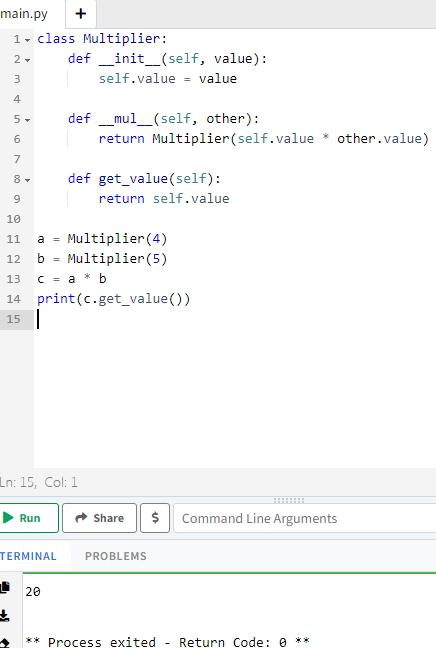 main.py +
1 class Multiplier:
2     def __init__(self, value):
3         self.value = value
4
5     def __mul__(self, other):
6         return Multiplier(self.value * other.value)
7
8     def get_value(self):
9         return self.value
10
11 a = Multiplier(4)
12 b = Multiplier(5)
13 c = a * b
14 print(c.get_value())
15
Ln: 15, Col: 1
Run Share $ Command Line Arguments
TERMINAL PROBLEMS
20
** Process exited - Return Code: 0 **